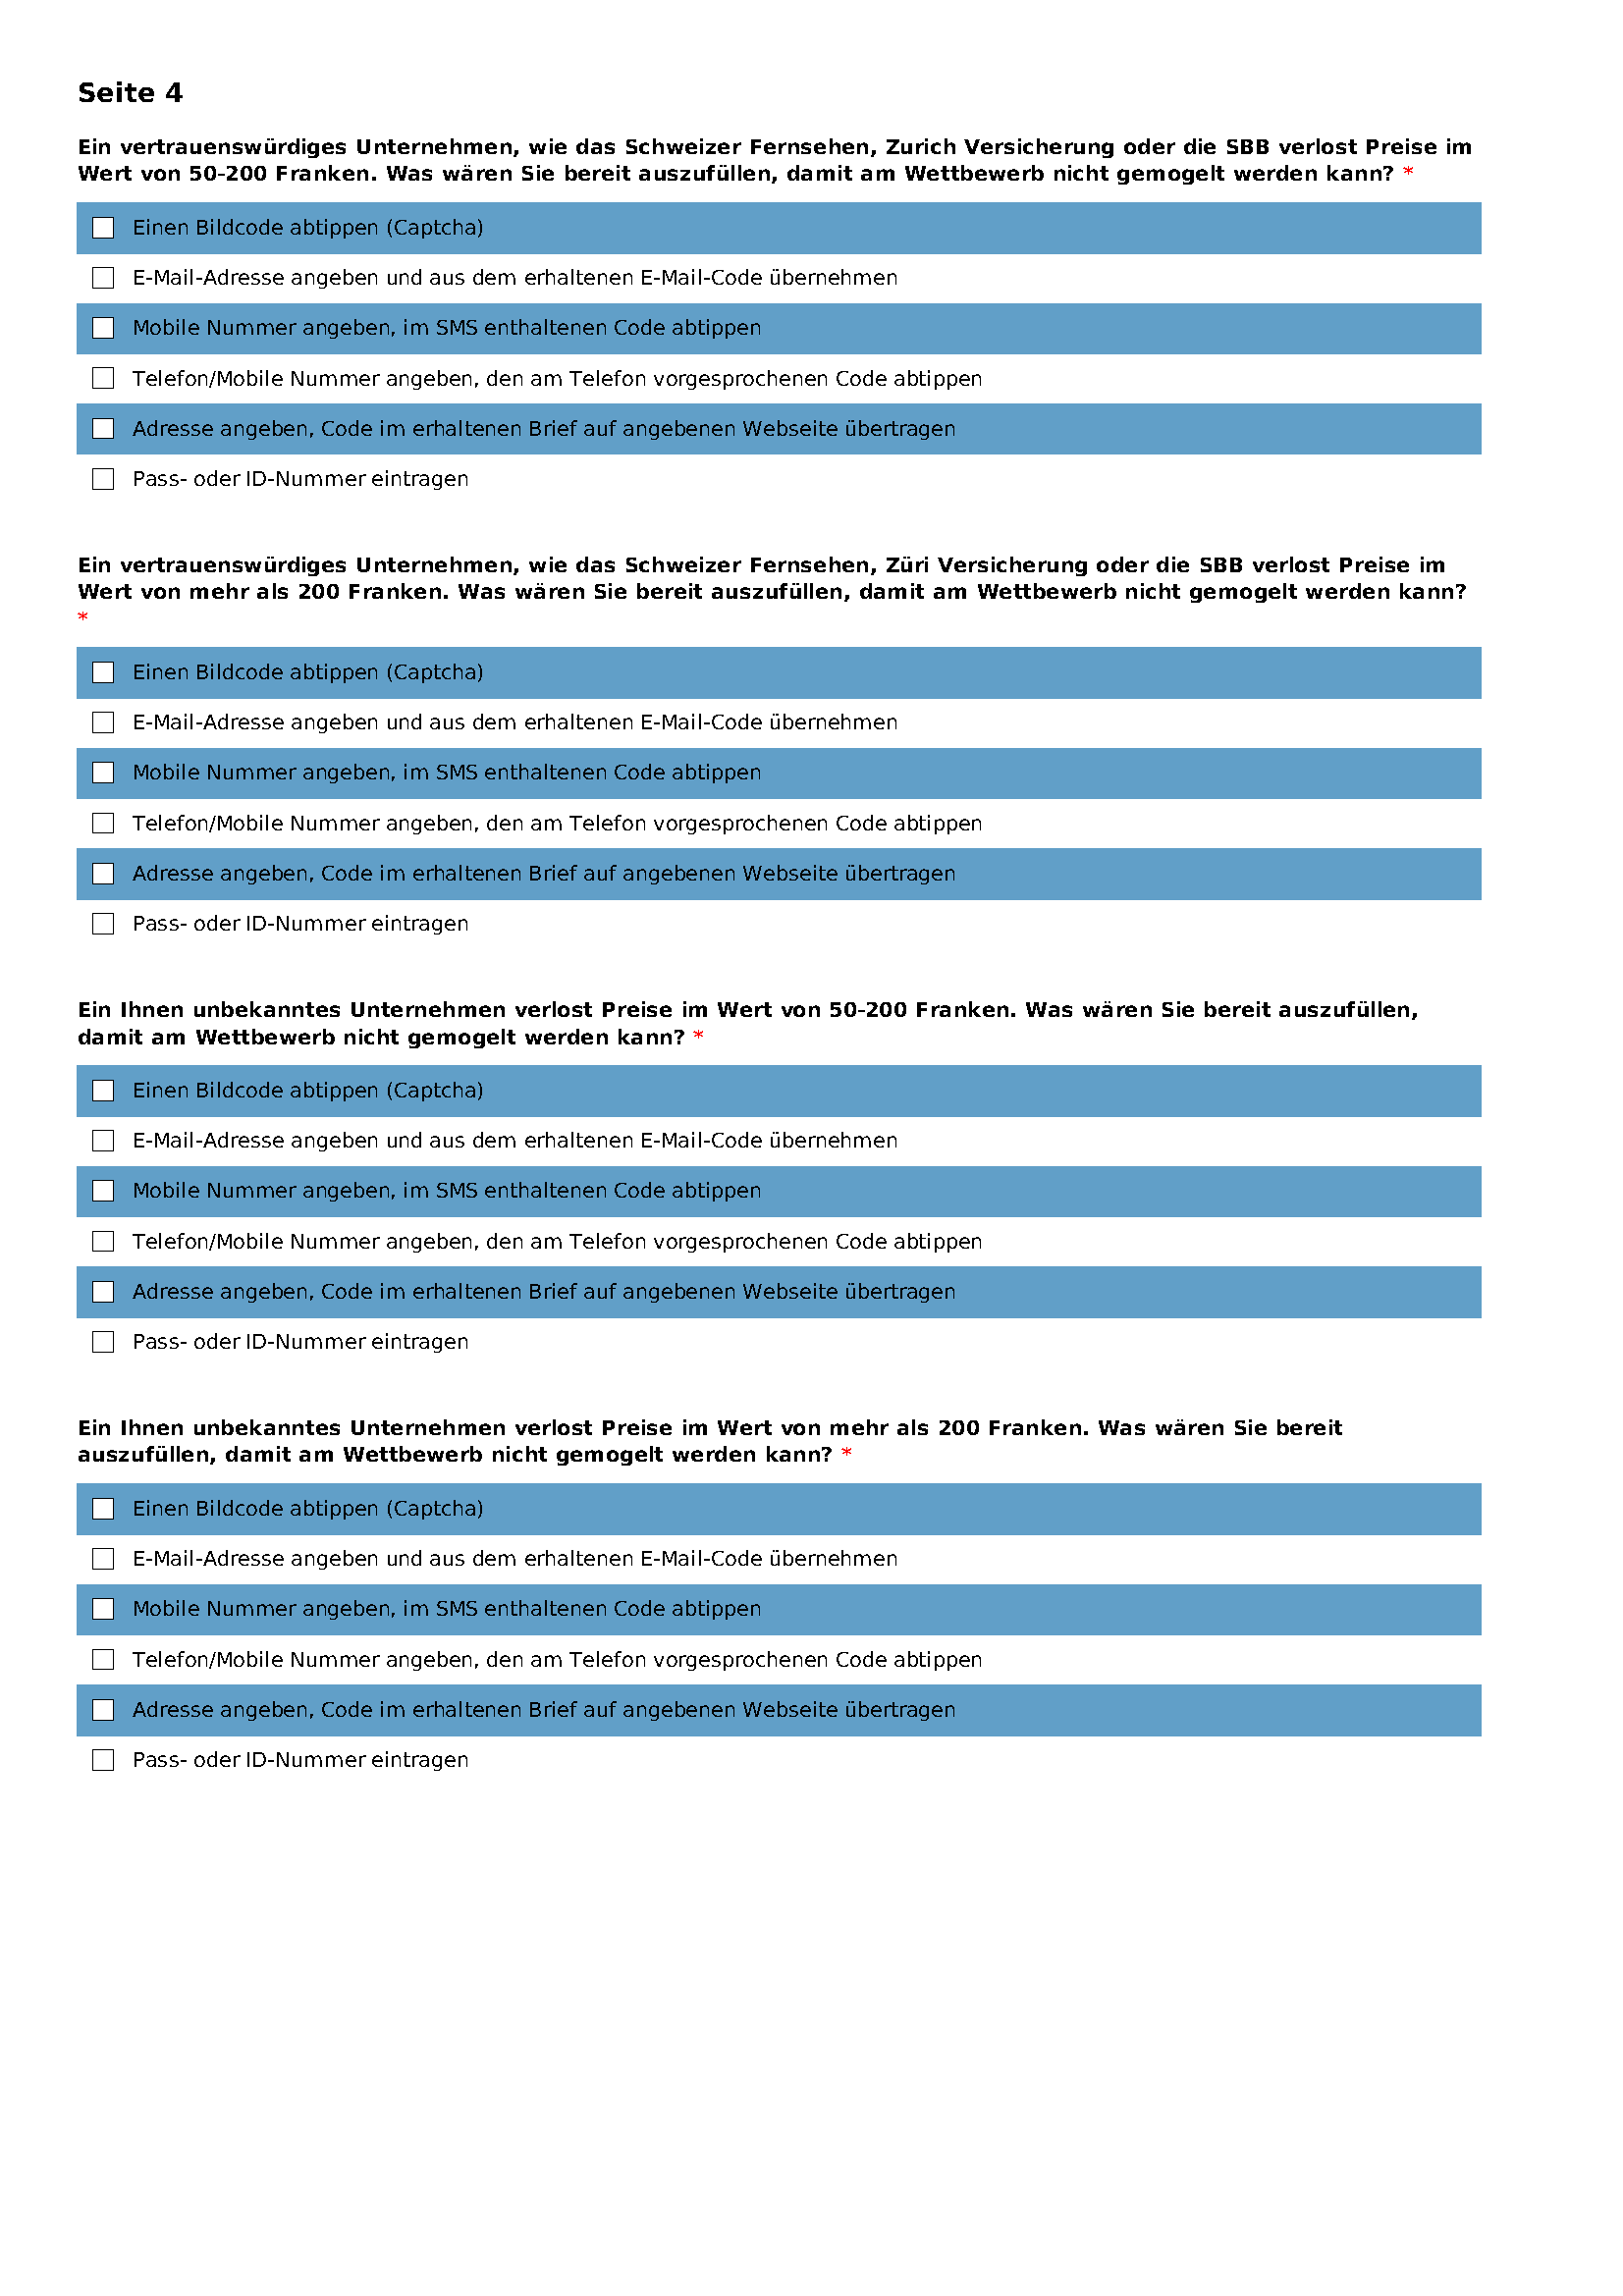 Seite 4
Ein vertrauenswürdiges Unternehmen, wie das Schweizer Fernsehen, Zurich Versicherung oder die SBB verlost Preise im
Wert von 50-200 Franken. Was wären Sie bereit auszufüllen, damit am Wettbewerb nicht gemogelt werden kann? *
Einen Bildcode abtippen (Captcha)
E-Mail-Adresse angeben und aus dem erhaltenen E-Mail-Code übernehmen
Mobile Nummer angeben, im SMS enthaltenen Code abtippen
Telefon/Mobile Nummer angeben, den am Telefon vorgesprochenen Code abtippen
Adresse angeben, Code im erhaltenen Brief auf angebenen Webseite übertragen
Pass- oder ID-Nummer eintragen
Ein vertrauenswürdiges Unternehmen, wie das Schweizer Fernsehen, Züri Versicherung oder die SBB verlost Preise im
Wert von mehr als 200 Franken. Was wären Sie bereit auszufüllen, damit am Wettbewerb nicht gemogelt werden kann?
*
Einen Bildcode abtippen (Captcha)
E-Mail-Adresse angeben und aus dem erhaltenen E-Mail-Code übernehmen
Mobile Nummer angeben, im SMS enthaltenen Code abtippen
Telefon/Mobile Nummer angeben, den am Telefon vorgesprochenen Code abtippen
Adresse angeben, Code im erhaltenen Brief auf angebenen Webseite übertragen
Pass- oder ID-Nummer eintragen
Ein Ihnen unbekanntes Unternehmen verlost Preise im Wert von 50-200 Franken. Was wären Sie bereit auszufüllen,
damit am Wettbewerb nicht gemogelt werden kann? *
Einen Bildcode abtippen (Captcha)
E-Mail-Adresse angeben und aus dem erhaltenen E-Mail-Code übernehmen
Mobile Nummer angeben, im SMS enthaltenen Code abtippen
Telefon/Mobile Nummer angeben, den am Telefon vorgesprochenen Code abtippen
Adresse angeben, Code im erhaltenen Brief auf angebenen Webseite übertragen
Pass- oder ID-Nummer eintragen
Ein Ihnen unbekanntes Unternehmen verlost Preise im Wert von mehr als 200 Franken. Was wären Sie bereit
auszufüllen, damit am Wettbewerb nicht gemogelt werden kann? *
Einen Bildcode abtippen (Captcha)
E-Mail-Adresse angeben und aus dem erhaltenen E-Mail-Code übernehmen
Mobile Nummer angeben, im SMS enthaltenen Code abtippen
Telefon/Mobile Nummer angeben, den am Telefon vorgesprochenen Code abtippen
Adresse angeben, Code im erhaltenen Brief auf angebenen Webseite übertragen
Pass- oder ID-Nummer eintragen